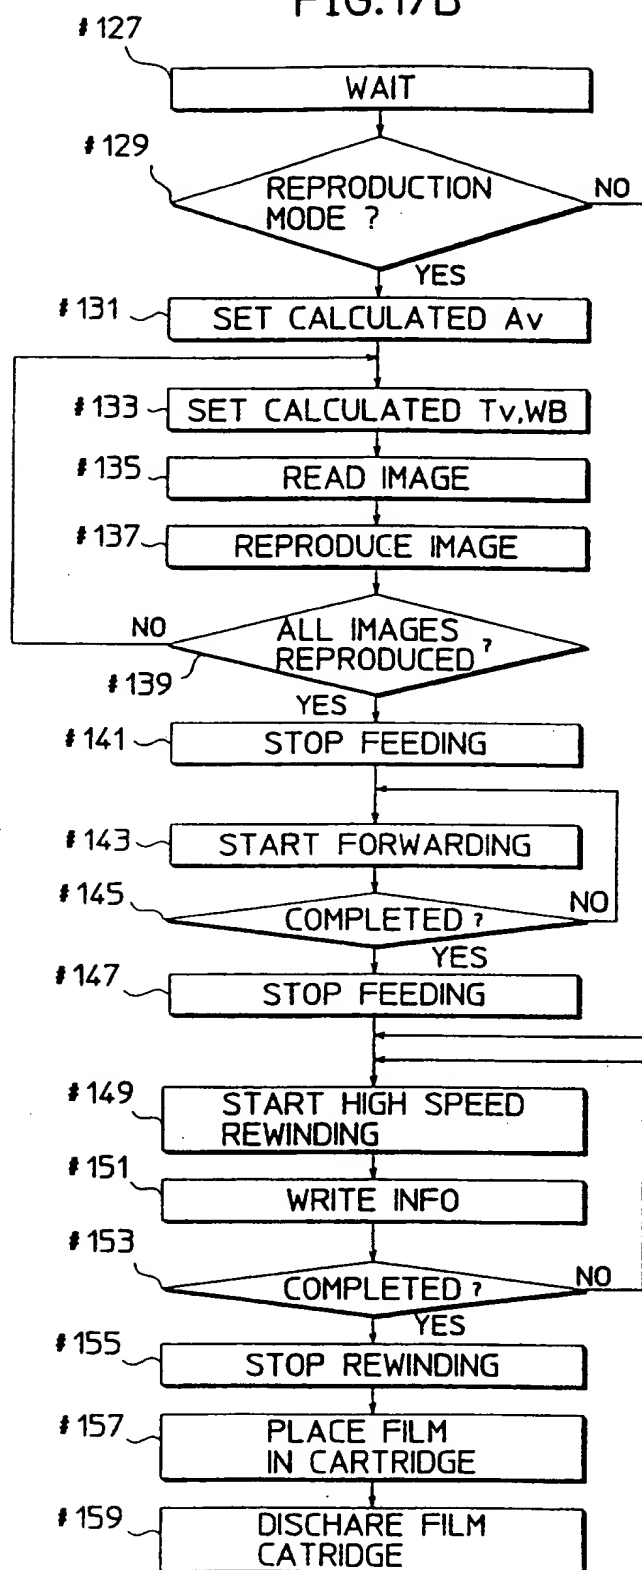 FIG.17B
#127
WAIT
#129
REPRODUCTION
MODE ?
NO
YES
#131
SET CALCULATED Av
#133
SET CALCULATED Tv,WB
#135
READ IMAGE
#137
REPRODUCE IMAGE
NO
ALL IMAGES
REPRODUCED ?
#139
YES
#141
STOP FEEDING
#143
START FORWARDING
#145
COMPLETED ?
NO
YES
#147
STOP FEEDING
#149
START HIGH SPEED
REWINDING
#151
WRITE INFO
#153
COMPLETED ?
NO
YES
#155
STOP REWINDING
#157
PLACE FILM
IN CARTRIDGE
#159
DISCHARE FILM
CATRIDGE